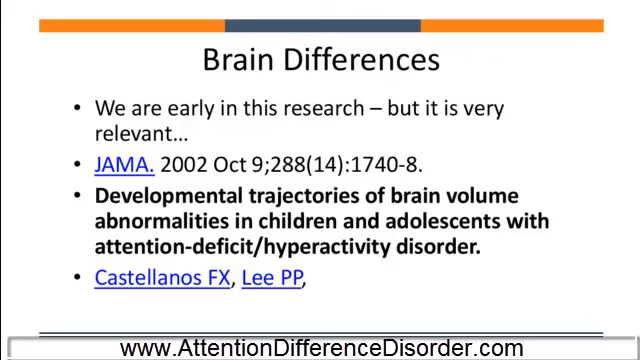 Brain Differences
• We are early in this research – but it is very
relevant...
• JAMA. 2002 Oct 9;288(14):1740-8.
• Developmental trajectories of brain volume
abnormalities in children and adolescents with
attention-deficit/hyperactivity disorder.
• Castellanos FX, Lee PP,
www.AttentionDifferenceDisorder.com